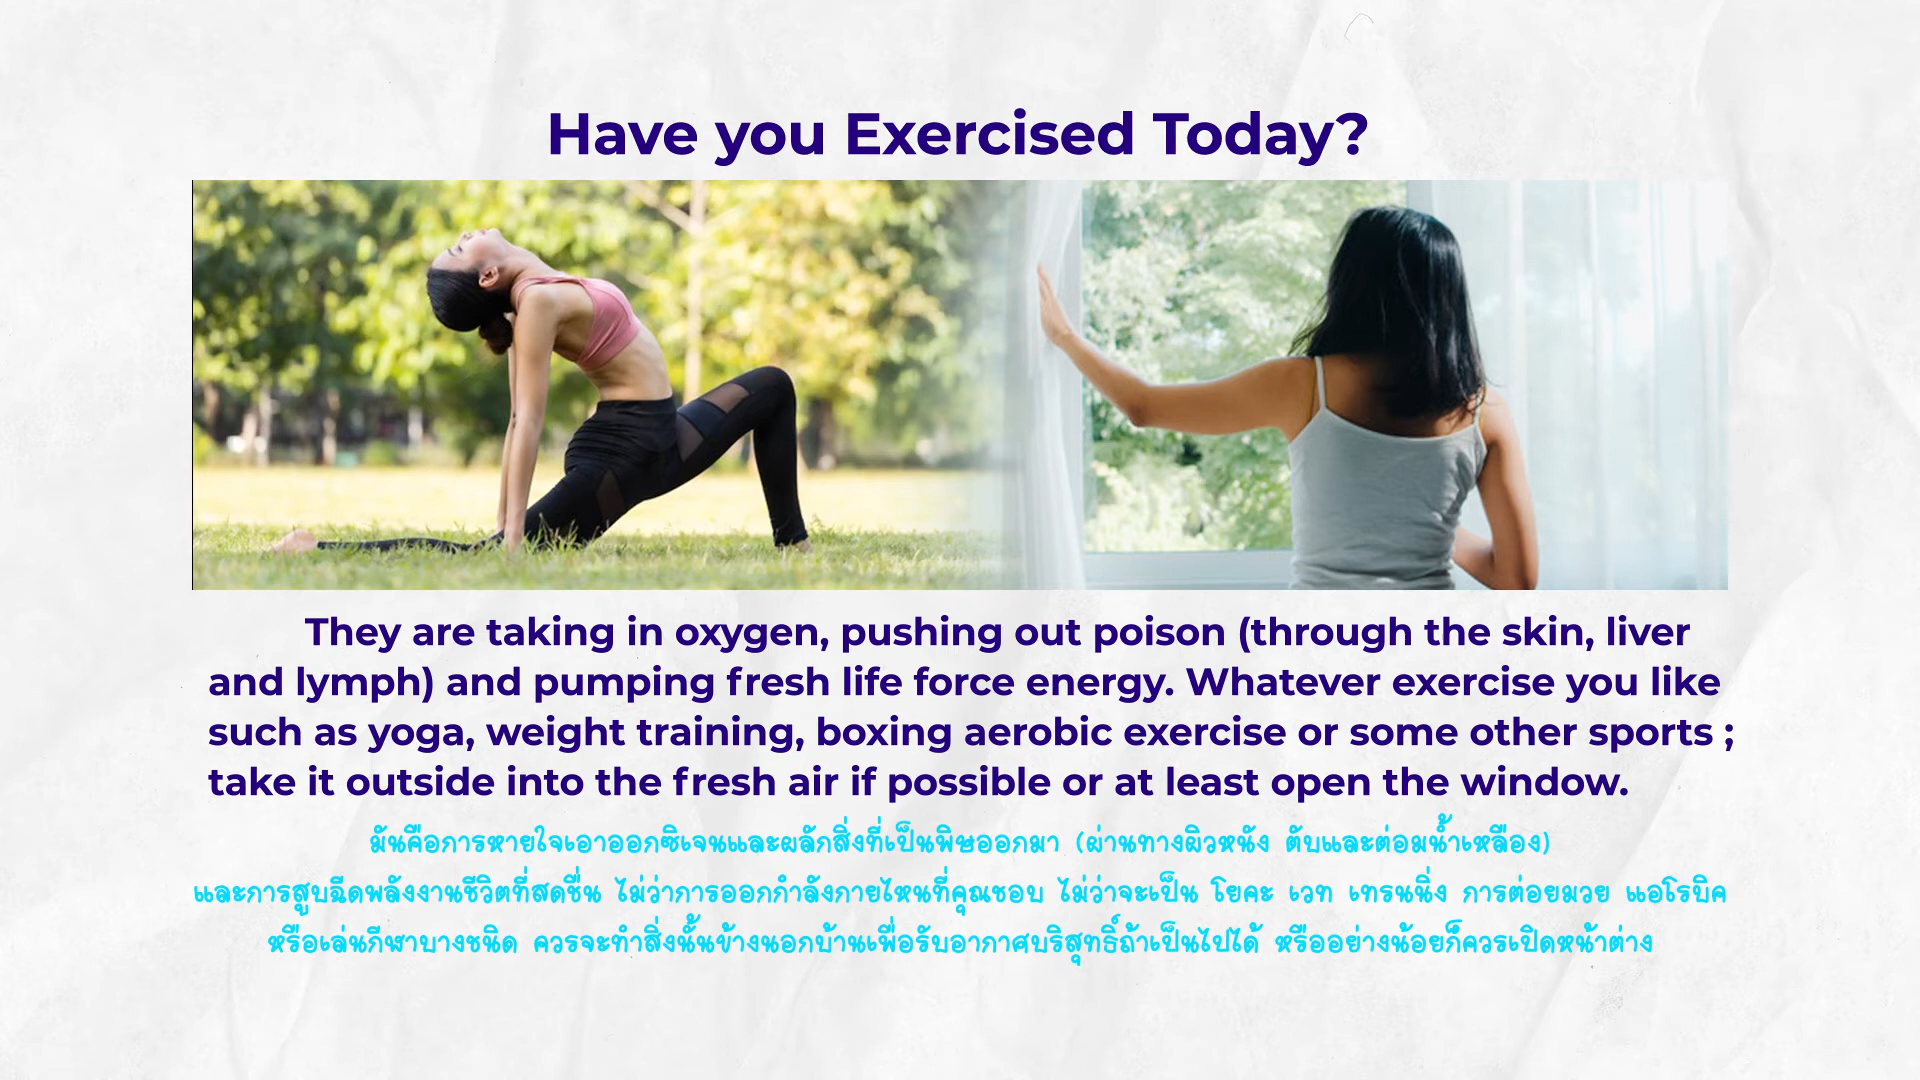 Have you Exercised Today?
They are taking in oxygen, pushing out poison (through the skin, liver
and lymph) and pumping fresh life force energy. Whatever exercise you like
such as yoga, weight training, boxing aerobic exercise or some other sports ;
take it outside into the fresh air if possible or at least open the window.
มันคือการหายใจเอาออกซิเจนและผลักสิ่งที่เป็นพิษออกมา (ผ่านทางผิวหนัง ตับและต่อมน้ำเหลือง)
และการสูบฉีดพลังงานชีวิตที่สดชื่น ไม่ว่าการออกกำลังกายไหนที่คุณชอบ ไม่ว่าจะเป็น โยคะ เวท เทรนนิ่ง การต่อยมวย แอโรบิค
หรือเล่นกีฬาบางชนิด ควรจะทำสิ่งนั้นข้างนอกบ้านเพื่อรับอากาศบริสุทธิ์ถ้าเป็นไปได้ หรืออย่างน้อยก็ควรเปิดหน้าต่าง